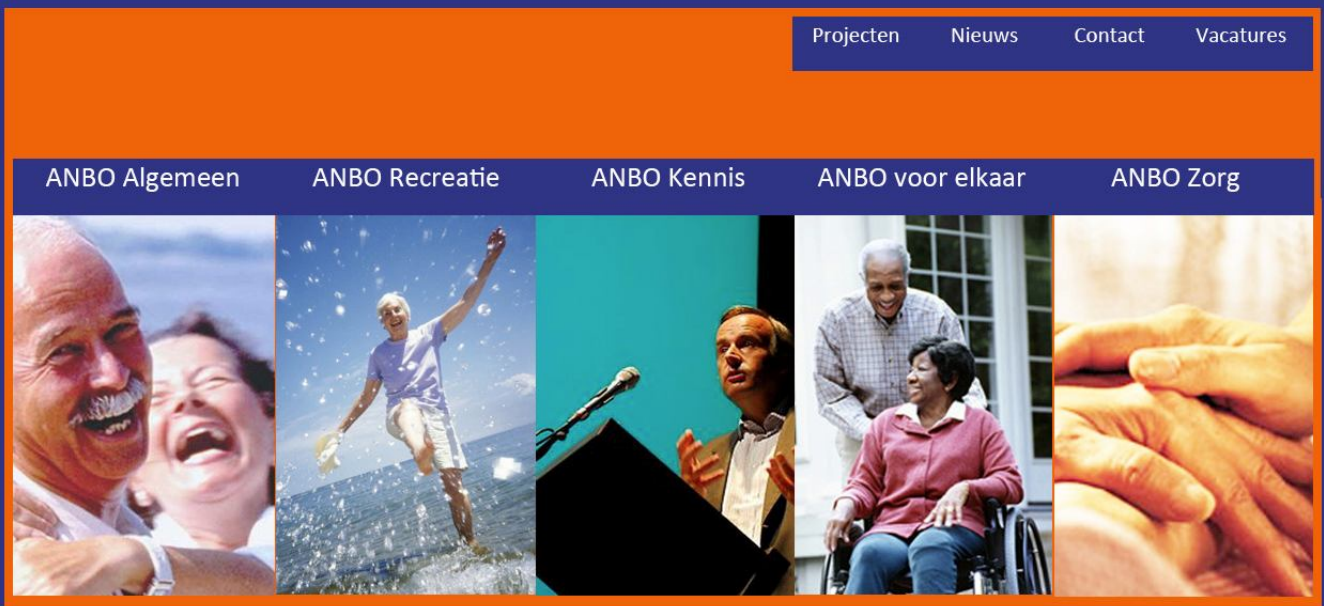 Projecten Nieuws Contact Vacatures
ANBO Algemeen ANBO Recreatie ANBO Kennis ANBO voor elkaar ANBO Zorg